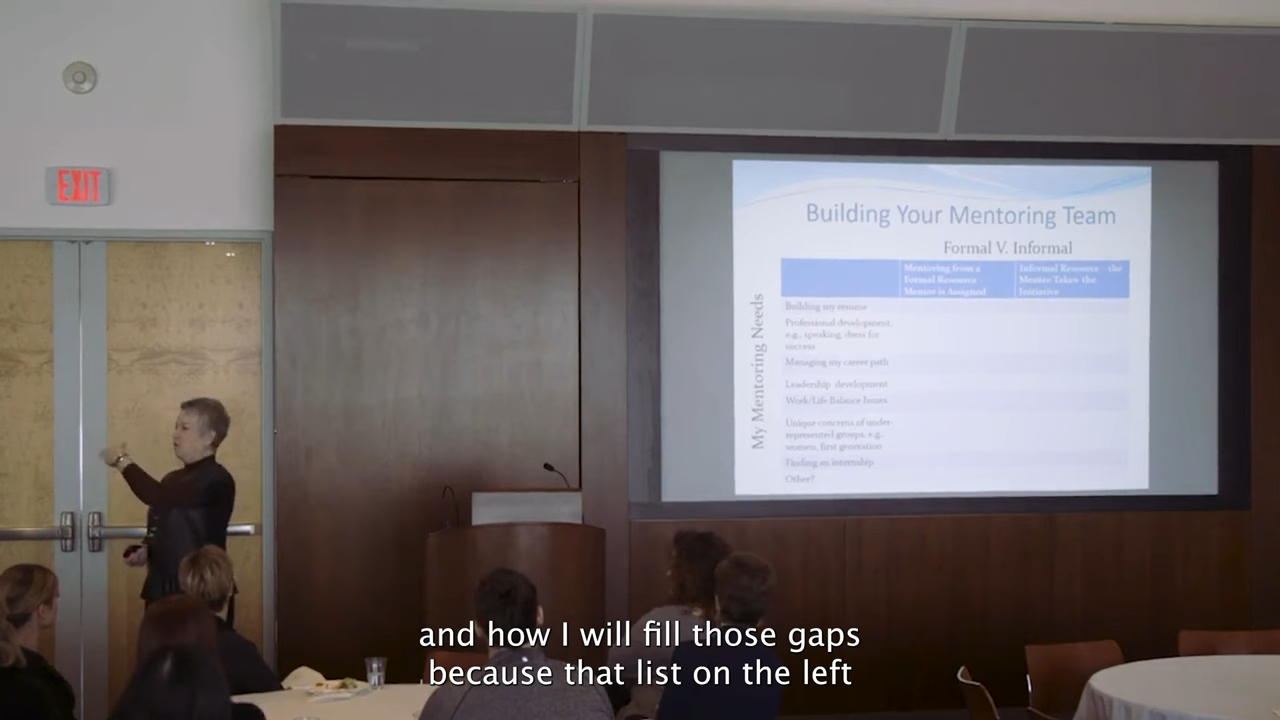 EXIT
Building Your Mentoring Team
Formal V. Informal
Mentoring from a
Formal Resource
Mentor is Assigned
Informal Resource - the
Mentee Takes the
Initiative
My Mentoring Needs
Building my resume
Professional development,
e.g., speaking, dress for
success
Managing my career path
Leadership development
Work/Life Balance Issues
Unique concerns of under-
represented groups, e.g.,
women, first generation
Finding an internship
Other?
and how I will fill those gaps
because that list on the left